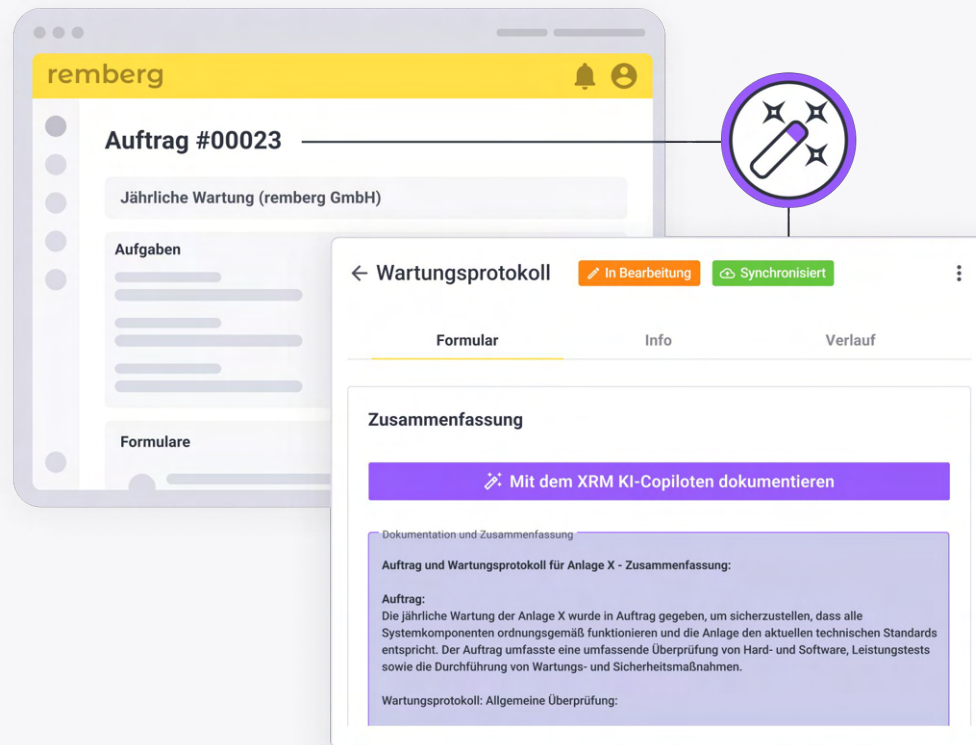 remberg
Auftrag #00023
Jährliche Wartung (remberg GmbH)
Aufgaben
Formulare
Wartungsprotokoll
In Bearbeitung
Synchronisiert
Formular
Info
Verlauf
Zusammenfassung
Mit dem XRM KI-Copiloten dokumentieren
Dokumentation und Zusammenfassung
Auftrag und Wartungsprotokoll für Anlage X - Zusammenfassung:
Auftrag:
Die jährliche Wartung der Anlage X wurde in Auftrag gegeben, um sicherzustellen, dass alle
Systemkomponenten ordnungsgemäß funktionieren und die Anlage den aktuellen technischen Standards
entspricht. Der Auftrag umfasste eine umfassende Überprüfung von Hard- und Software, Leistungstests
sowie die Durchführung von Wartungs- und Sicherheitsmaßnahmen.
Wartungsprotokoll: Allgemeine Überprüfung: